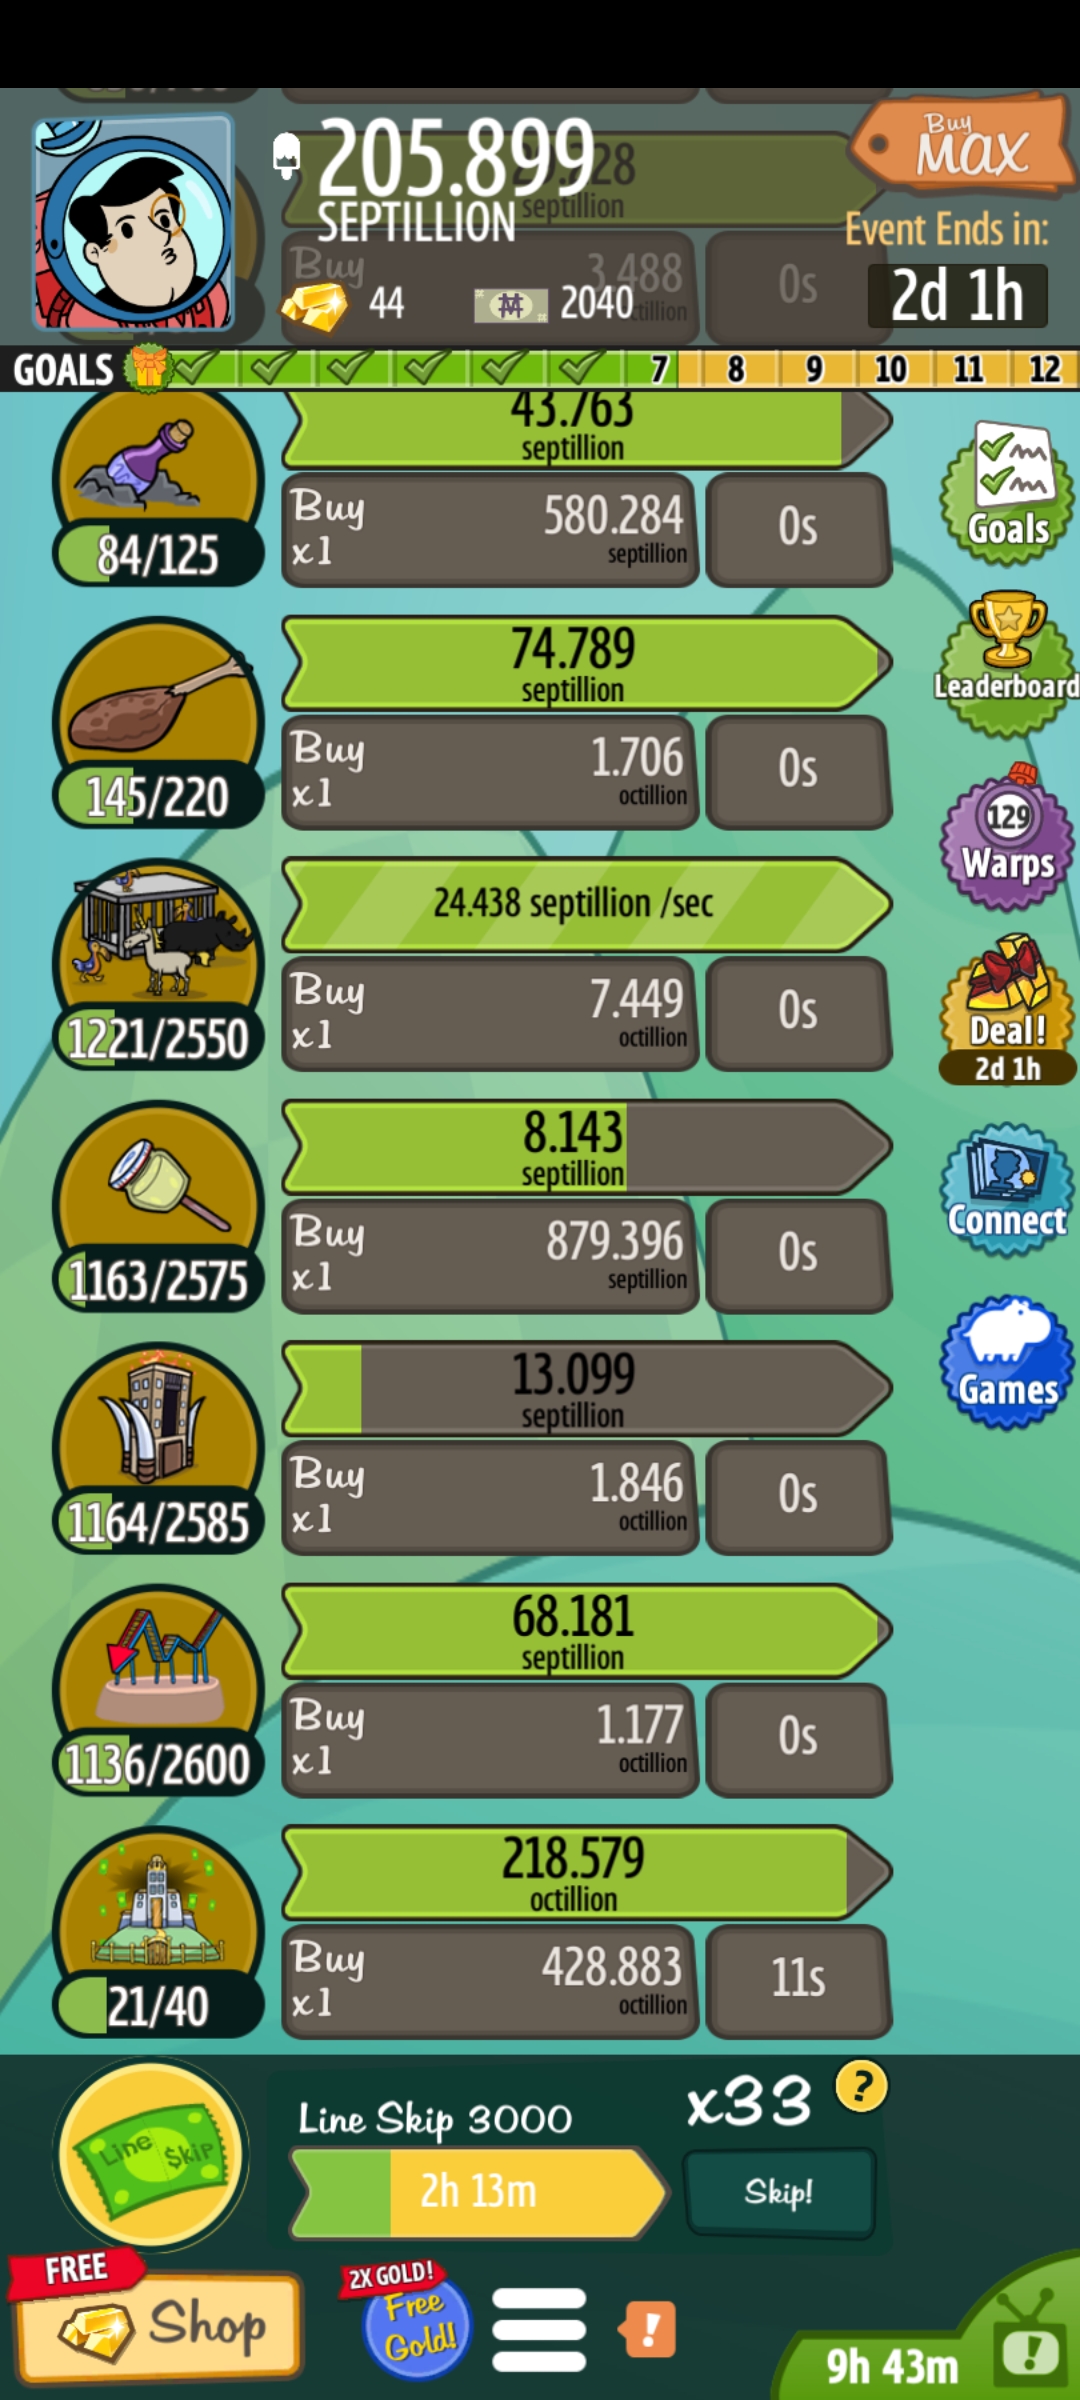 205.899
SEPTILLION
septillion
Buy
3.488
0s
44
2040
Buy
MAX
Event Ends in:
2d 1h
GOALS
7
8
9
10
11
12
43.763
septillion
Buy
x1
580.284
septillion
0s
84/125
Goals
74.789
septillion
Buy
x1
1.706
octillion
0s
145/220
Leaderboard
129
Warps
24.438 septillion /sec
Buy
x1
7.449
octillion
0s
1221/2550
Deal!
2d 1h
8.143
septillion
Buy
x1
879.396
septillion
0s
1163/2575
Connect
13.099
septillion
Buy
x1
1.846
octillion
0s
1164/2585
Games
68.181
septillion
Buy
x1
1.177
octillion
0s
1136/2600
218.579
octillion
Buy
x1
428.883
octillion
11s
21/40
Line $kip
Line Skip 3000
x33
?
2h 13m
Skip!
FREE
Shop
2X GOLD!
Free
Gold!
!
9h 43m
!